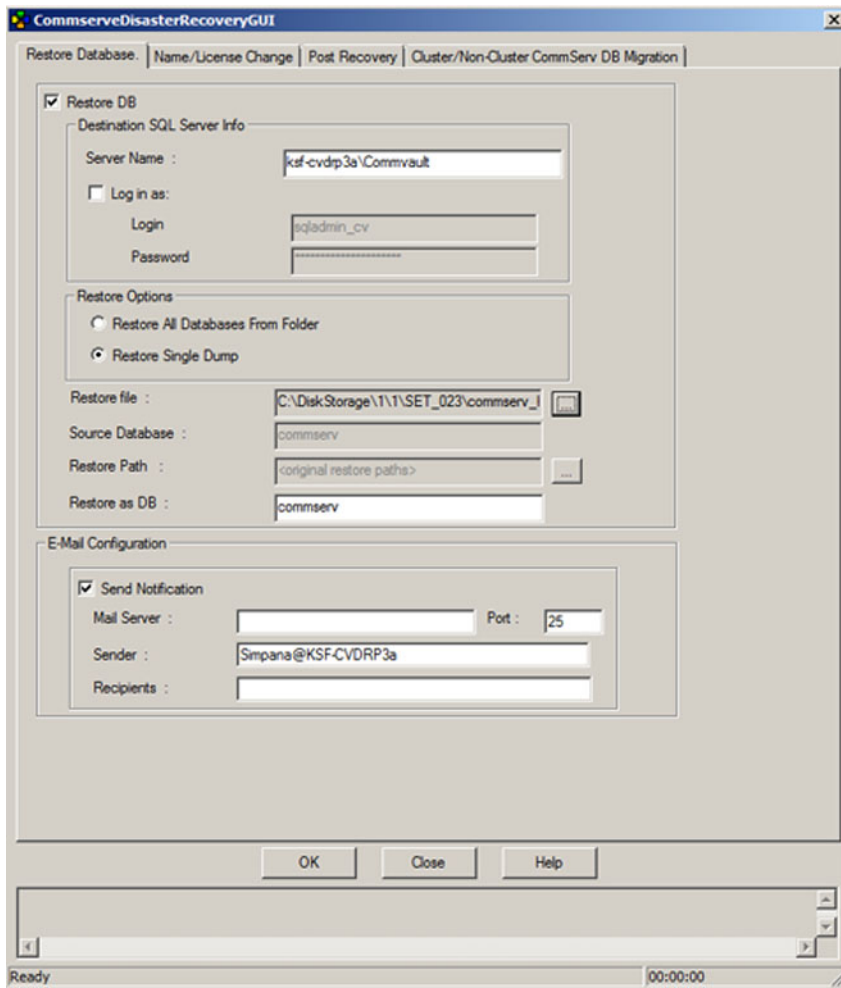 CommserveDisasterRecoveryGUI
Restore Database. Name/License Change Post Recovery Cluster/Non-Cluster CommServ DB Migration
Restore DB
Destination SQL Server Info
Server Name : ksf-cvdrp3a\Commvault
Log in as:
Login sqladmin_cv
Password
Restore Options
Restore All Databases From Folder
Restore Single Dump
Restore file : C:\DiskStorage\1\1\SET_023\commserv_ ...
Source Database : commserv
Restore Path : <original restore paths> ...
Restore as DB : commserv
E-Mail Configuration
Send Notification
Mail Server : Port : 25
Sender : Simpana@KSF-CVDRP3a
Recipients :
OK Close Help
Ready 00:00:00